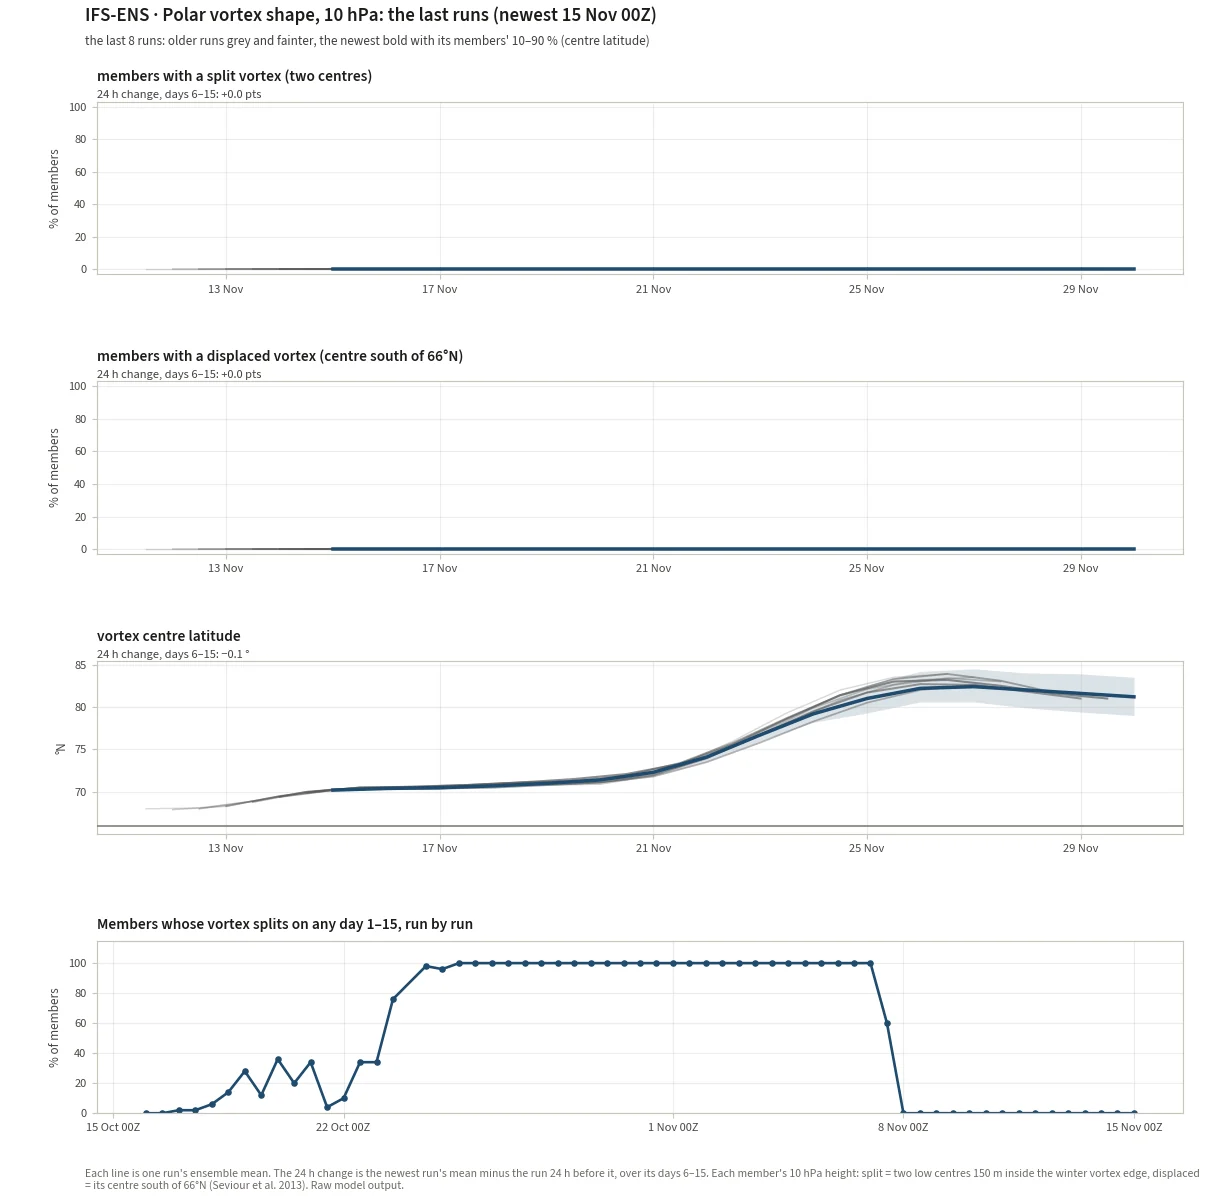 IFS-ENS · Polar vortex shape, 10 hPa: the last runs (newest 15 Nov 00Z)
the last 8 runs: older runs grey and fainter, the newest bold with its members' 10–90 % (centre latitude)
members with a split vortex (two centres)
24 h change, days 6–15: +0.0 pts
100
80
60
40
20
0
% of members
13 Nov
17 Nov
21 Nov
25 Nov
29 Nov
members with a displaced vortex (centre south of 66°N)
24 h change, days 6–15: +0.0 pts
100
80
60
40
20
0
% of members
13 Nov
17 Nov
21 Nov
25 Nov
29 Nov
vortex centre latitude
24 h change, days 6–15: −0.1 °
85
80
75
70
°N
13 Nov
17 Nov
21 Nov
25 Nov
29 Nov
Members whose vortex splits on any day 1–15, run by run
100
80
60
40
20
0
% of members
15 Oct 00Z
22 Oct 00Z
1 Nov 00Z
8 Nov 00Z
15 Nov 00Z
Each line is one run's ensemble mean. The 24 h change is the newest run's mean minus the run 24 h before it, over its days 6–15. Each member's 10 hPa height: split = two low centres 150 m inside the winter vortex edge, displaced
= its centre south of 66°N (Seviour et al. 2013). Raw model output.